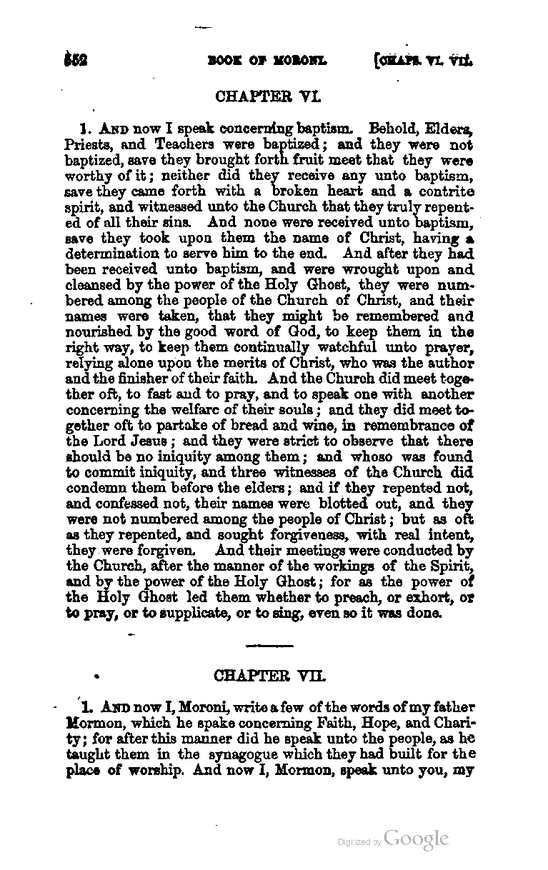 552 BOOK OF MORONI. [CHAPS. VI. VII.
CHAPTER VI.
1. AND now I speak concerning baptism. Behold, Elders,
Priests, and Teachers were baptized; and they were not
baptized, save they brought forth fruit meet that they were
worthy of it; neither did they receive any unto baptism,
save they came forth with a broken heart and a contrite
spirit, and witnessed unto the Church that they truly repent-
ed of all their sins. And none were received unto baptism,
save they took upon them the name of Christ, having a
determination to serve him to the end. And after they had
been received unto baptism, and were wrought upon and
cleansed by the power of the Holy Ghost, they were num-
bered among the people of the Church of Christ, and their
names were taken, that they might be remembered and
nourished by the good word of God, to keep them in the
right way, to keep them continually watchful unto prayer,
relying alone upon the merits of Christ, who was the author
and the finisher of their faith. And the Church did meet toge-
ther oft, to fast and to pray, and to speak one with another
concerning the welfare of their souls; and they did meet to-
gether oft to partake of bread and wine, in remembrance of
the Lord Jesus; and they were strict to observe that there
should be no iniquity among them; and whoso was found
to commit iniquity, and three witnesses of the Church did
condemn them before the elders; and if they repented not,
and confessed not, their names were blotted out, and they
were not numbered among the people of Christ; but as oft
as they repented, and sought forgiveness, with real intent,
they were forgiven. And their meetings were conducted by
the Church, after the manner of the workings of the Spirit,
and by the power of the Holy Ghost; for as the power of
the Holy Ghost led them whether to preach, or exhort, or
to pray, or to supplicate, or to sing, even so it was done.
CHAPTER VII.
1. AND now I, Moroni, write a few of the words of my father
Mormon, which he spake concerning Faith, Hope, and Chari-
ty; for after this manner did he speak unto the people, as he
taught them in the synagogue which they had built for the
place of worship. And now I, Mormon, speak unto you, my
Digitized by Google